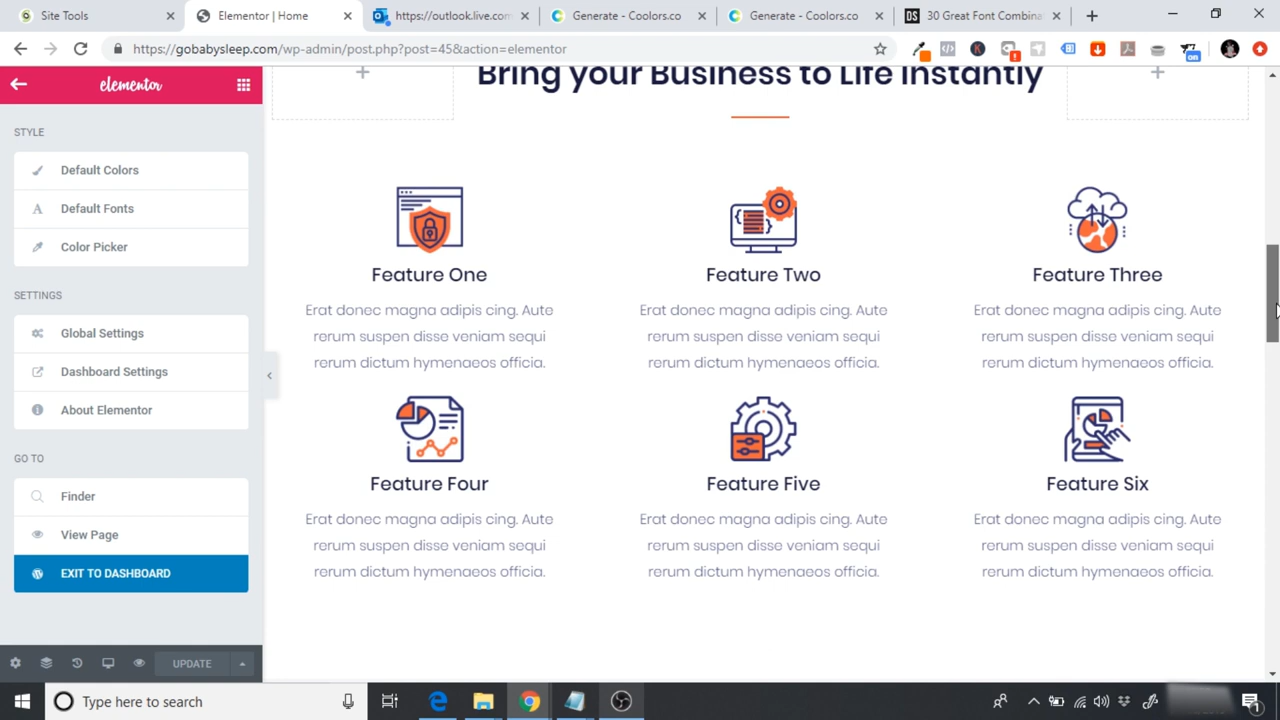 Site Tools
Elementor | Home
https://outlook.live.com
Generate - Coolors.co
Generate - Coolors.co
DS
30 Great Font Combina
https://gobabysleep.com/wp-admin/post.php?post=45&action=elementor
on
elementor
STYLE
Default Colors
Default Fonts
Color Picker
SETTINGS
Global Settings
Dashboard Settings
About Elementor
GO TO
Finder
View Page
EXIT TO DASHBOARD
UPDATE
Bring your Business to Life Instantly
Feature One
Erat donec magna adipis cing. Aute
rerum suspen disse veniam sequi
rerum dictum hymenaeos officia.
Feature Two
Erat donec magna adipis cing. Aute
rerum suspen disse veniam sequi
rerum dictum hymenaeos officia.
Feature Three
Erat donec magna adipis cing. Aute
rerum suspen disse veniam sequi
rerum dictum hymenaeos officia.
Feature Four
Erat donec magna adipis cing. Aute
rerum suspen disse veniam sequi
rerum dictum hymenaeos officia.
Feature Five
Erat donec magna adipis cing. Aute
rerum suspen disse veniam sequi
rerum dictum hymenaeos officia.
Feature Six
Erat donec magna adipis cing. Aute
rerum suspen disse veniam sequi
rerum dictum hymenaeos officia.
Type here to search